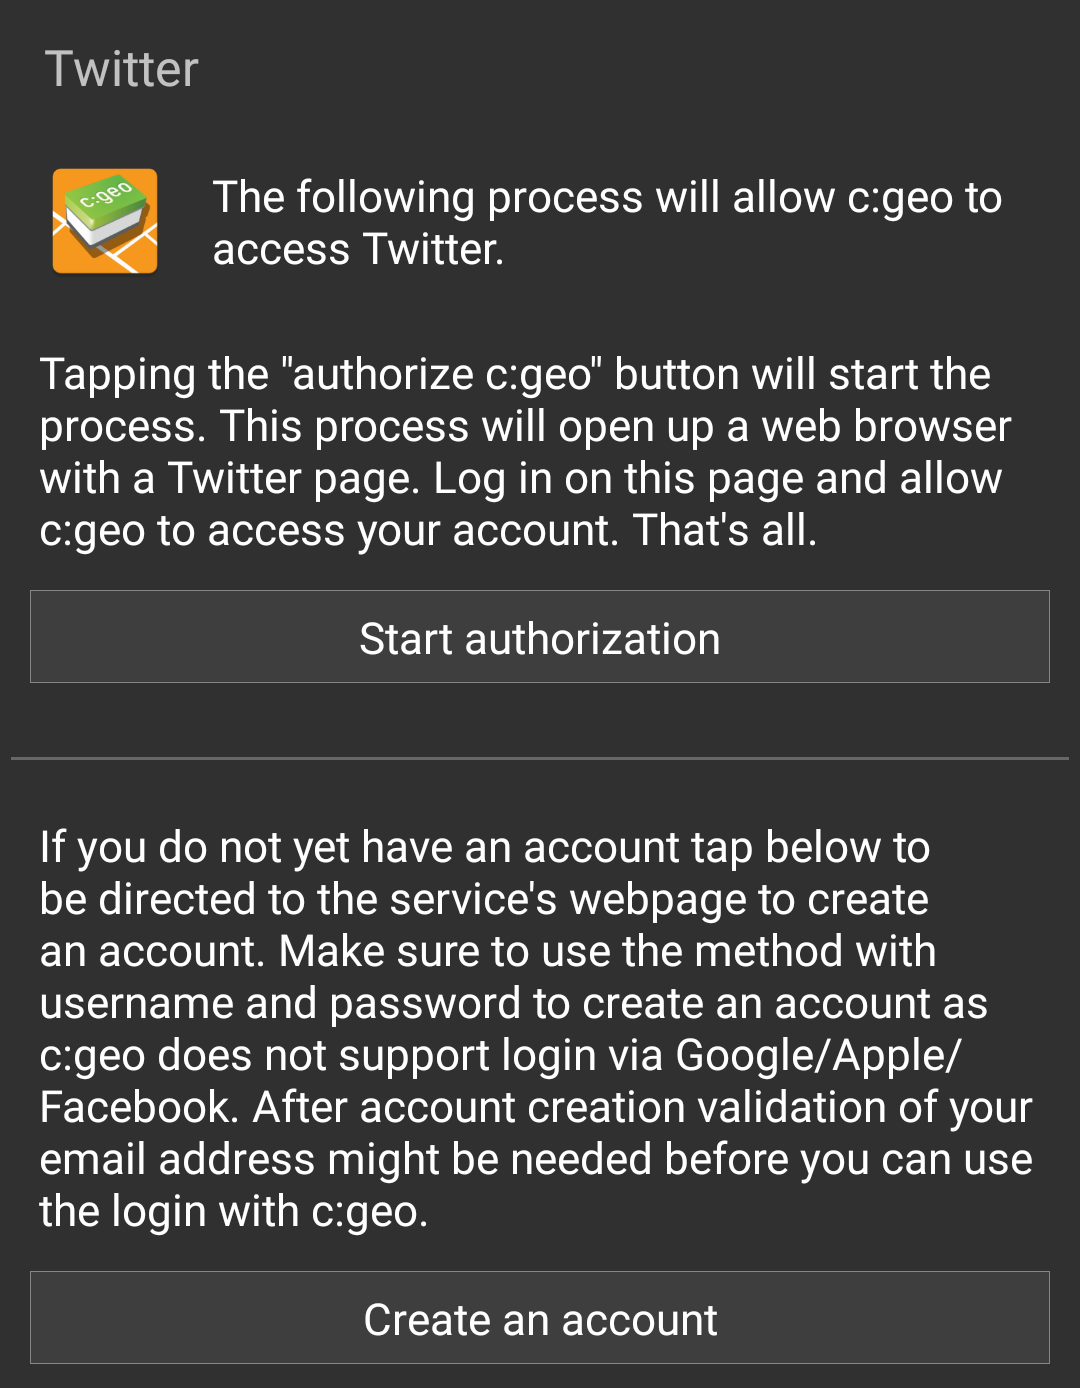 Twitter
c:geo
The following process will allow c:geo to
access Twitter.
Tapping the "authorize c:geo" button will start the
process. This process will open up a web browser
with a Twitter page. Log in on this page and allow
c:geo to access your account. That's all.
Start authorization
If you do not yet have an account tap below to
be directed to the service's webpage to create
an account. Make sure to use the method with
username and password to create an account as
c:geo does not support login via Google/Apple/
Facebook. After account creation validation of your
email address might be needed before you can use
the login with c:geo.
Create an account